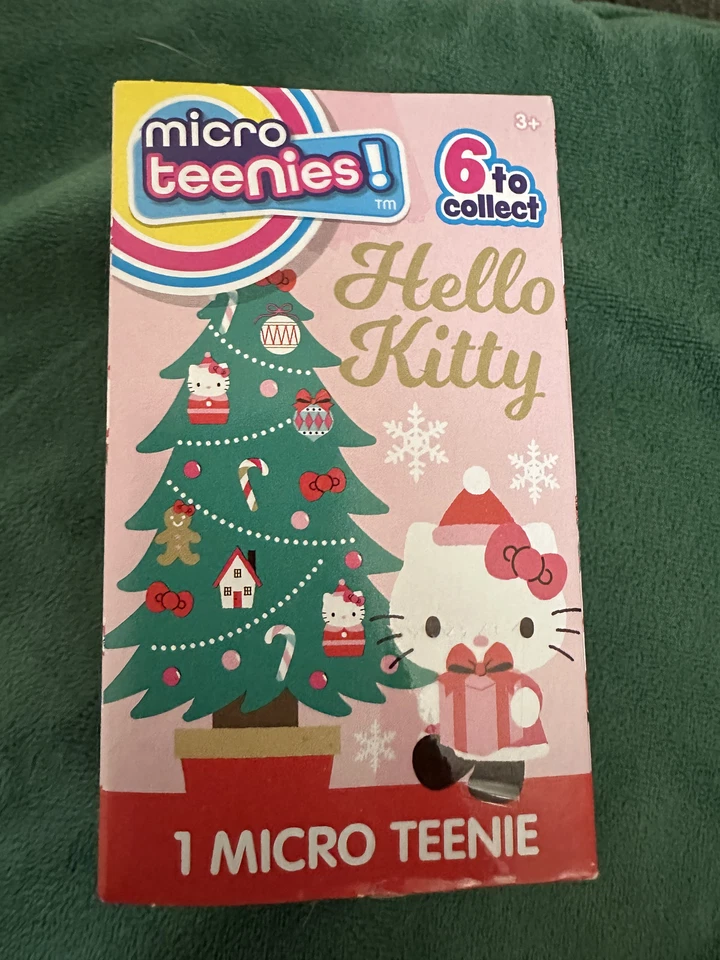 micro
teenies!
TM
3+
6 to
collect
Hello
Kitty
1 MICRO TEENIE